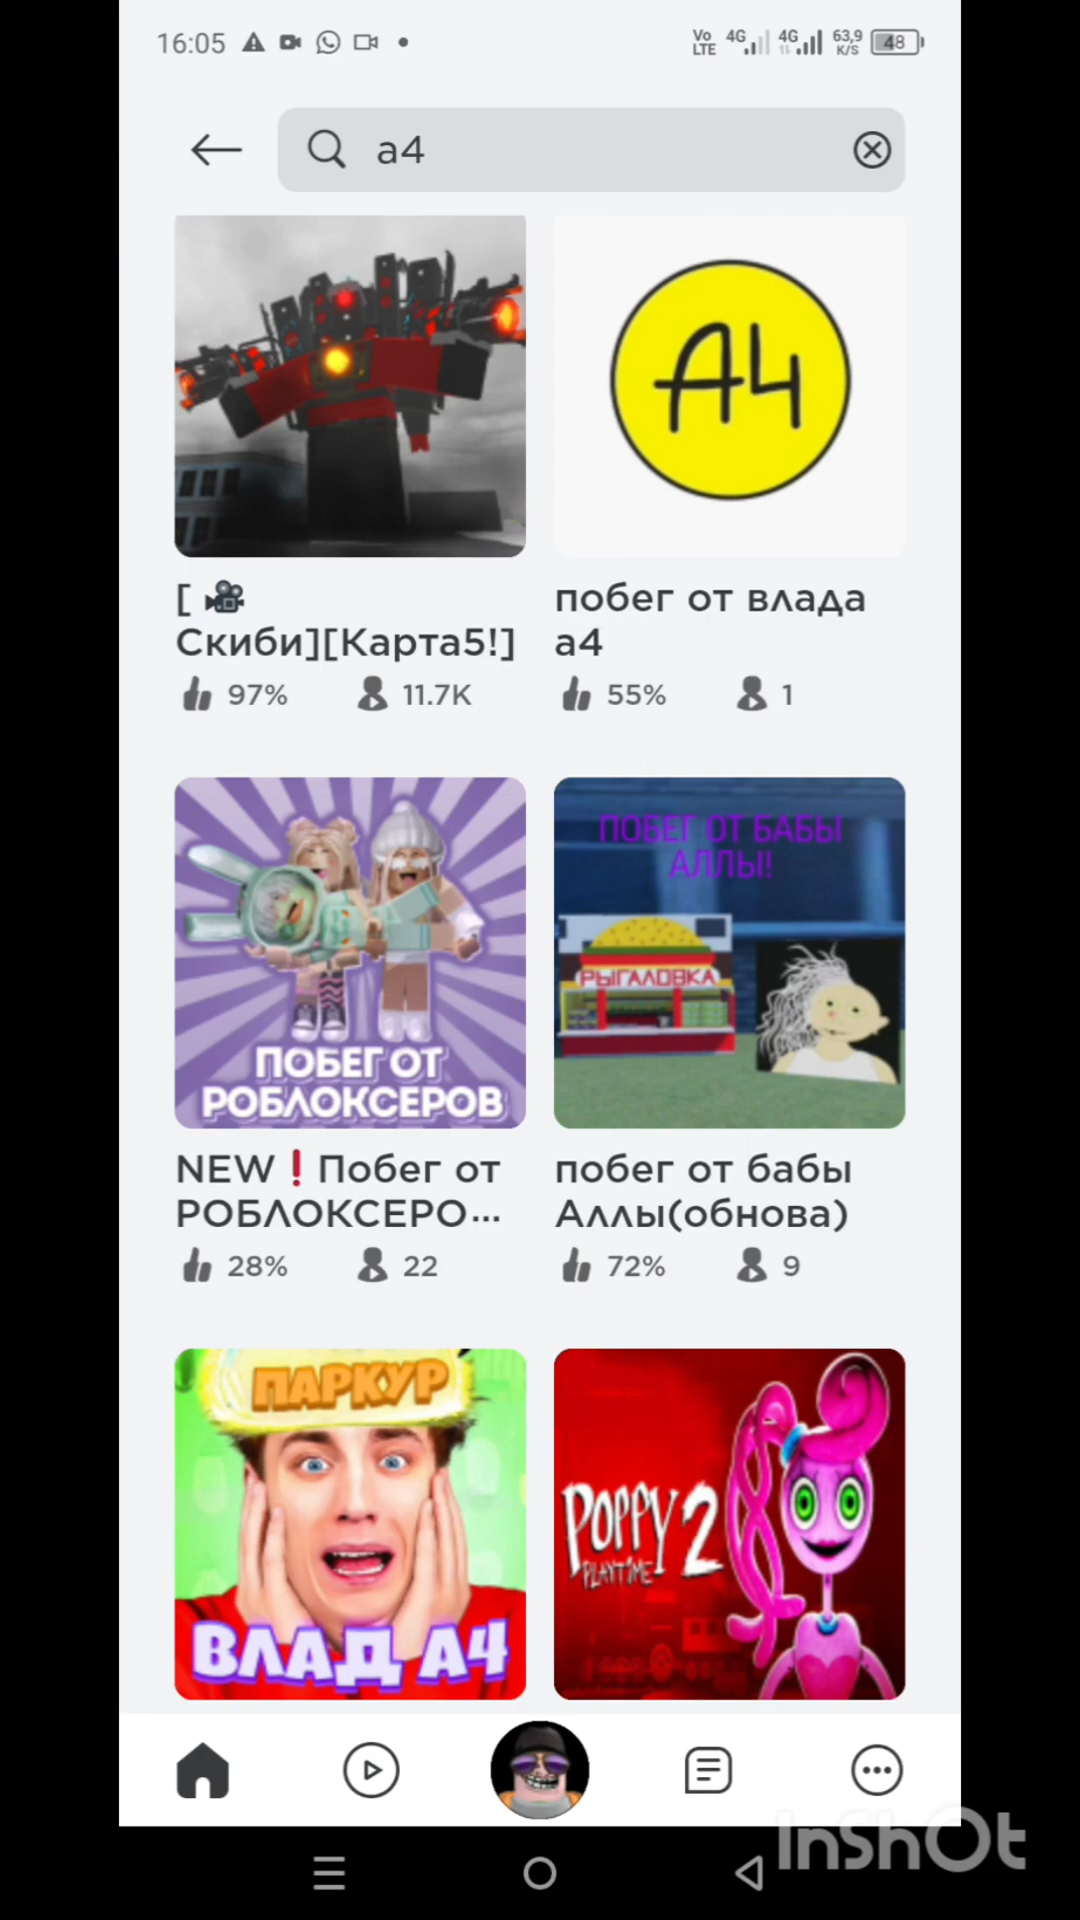 16:05
Vo LTE 4G 4G 63,9 K/S 48
a4
A4
[ 🎥
Скиби][Карта5!]
97% 11.7K
побег от влада
а4
55% 1
ПОБЕГ ОТ
РОБЛОКСЕРОВ
ПОБЕГ ОТ БАБЫ
АЛЛЫ!
РЫГАЛОВКА
NEW❗Побег от
РОБЛОКСЕРО...
28% 22
побег от бабы
Аллы(обнова)
72% 9
ПАРКУР
ВЛАД А4
POPPY 2
PLAYTIME
InShOt